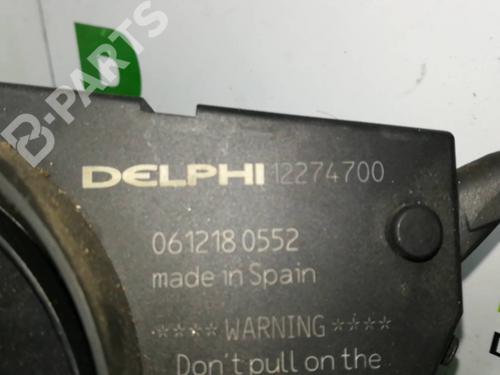 B-PARTS
DELPHI 12274700
061218 0552
made in Spain
**** WARNING ****
Don't pull on the